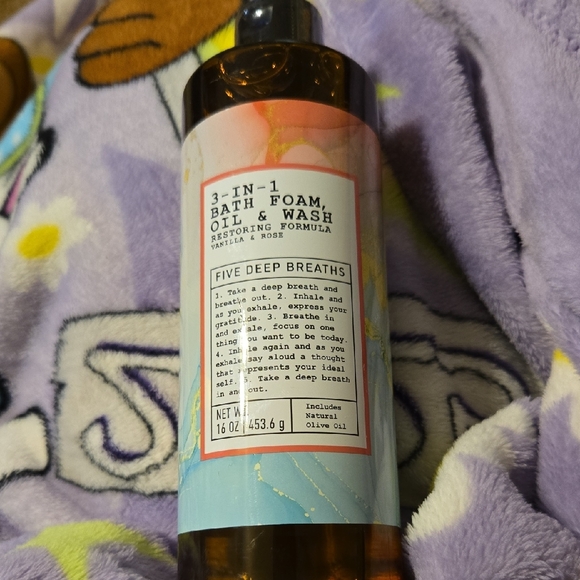 3-IN-1
BATH FOAM,
OIL & WASH
RESTORING FORMULA
VANILLA & ROSE
FIVE DEEP BREATHS
1. Take a deep breath and
breathe out. 2. Inhale and
as you exhale, express your
gratitude. 3. Breathe in
and exhale, focus on one
thing you want to be today.
4. Inhale again and as you
exhale say aloud a thought
that represents your ideal
self. 5. Take a deep breath
in and out.
NET WT.
16 OZ 453.6 g
Includes
Natural
Olive Oil